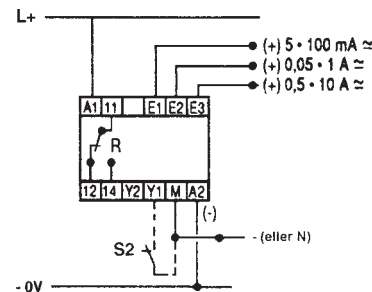 L+
(+) 5 • 100 mA ≃
(+) 0,05 • 1 A ≃
(+) 0,5 • 10 A ≃
A1 11 E1 E2 E3
R
12 14 Y2 Y1 M A2
(-)
S2
- (eller N)
- 0V